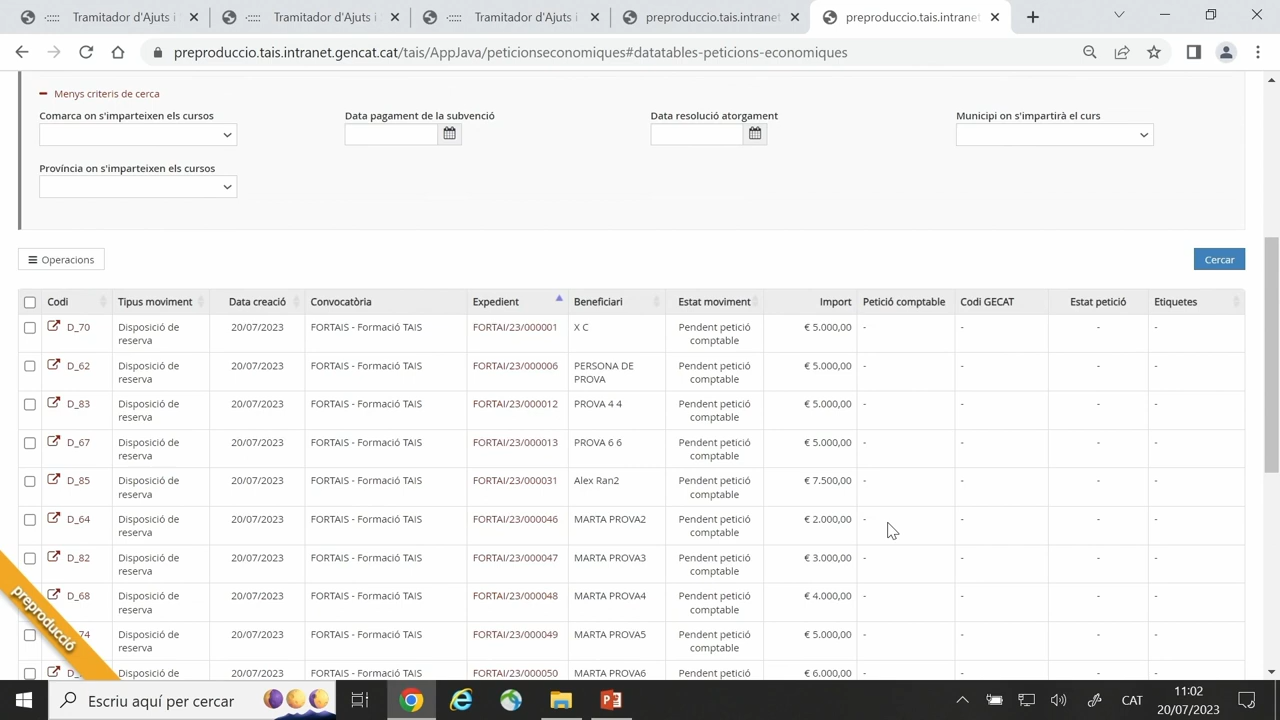 Tramitador d'Ajuts i
Tramitador d'Ajuts i
Tramitador d'Ajuts i
preproduccio.tais.intranet
preproduccio.tais.intranet
preproduccio.tais.intranet.gencat.cat/tais/AppJava/peticionseconomiques#datatables-peticions-economiques
Menys criteris de cerca
Comarca on s'imparteixen els cursos
Data pagament de la subvenció
Data resolució atorgament
Municipi on s'impartirà el curs
Província on s'imparteixen els cursos
Operacions
Cercar
Codi Tipus moviment Data creació Convocatòria Expedient Beneficiari Estat moviment Import Petició comptable Codi GECAT Estat petició Etiquetes
D_70 Disposició de 20/07/2023 FORTAIS - Formació TAIS FORTAI/23/000001 X C Pendent petició € 5.000,00 - - - -
reserva comptable
D_62 Disposició de 20/07/2023 FORTAIS - Formació TAIS FORTAI/23/000006 PERSONA DE Pendent petició € 5.000,00 - - - -
reserva PROVA comptable
D_83 Disposició de 20/07/2023 FORTAIS - Formació TAIS FORTAI/23/000012 PROVA 4 4 Pendent petició € 5.000,00 - - - -
reserva comptable
D_67 Disposició de 20/07/2023 FORTAIS - Formació TAIS FORTAI/23/000013 PROVA 6 6 Pendent petició € 5.000,00 - - - -
reserva comptable
D_85 Disposició de 20/07/2023 FORTAIS - Formació TAIS FORTAI/23/000031 Alex Ran2 Pendent petició € 7.500,00 - - - -
reserva comptable
D_64 Disposició de 20/07/2023 FORTAIS - Formació TAIS FORTAI/23/000046 MARTA PROVA2 Pendent petició € 2.000,00 - - - -
reserva comptable
D_82 Disposició de 20/07/2023 FORTAIS - Formació TAIS FORTAI/23/000047 MARTA PROVA3 Pendent petició € 3.000,00 - - - -
reserva comptable
D_68 Disposició de 20/07/2023 FORTAIS - Formació TAIS FORTAI/23/000048 MARTA PROVA4 Pendent petició € 4.000,00 - - - -
reserva comptable
74 Disposició de 20/07/2023 FORTAIS - Formació TAIS FORTAI/23/000049 MARTA PROVA5 Pendent petició € 5.000,00 - - - -
reserva comptable
Disposició de 20/07/2023 FORTAIS - Formació TAIS FORTAI/23/000050 MARTA PROVA6 Pendent petició € 6.000,00 - - - -
preproducció
Escriu aquí per cercar
CAT
11:02
20/07/2023